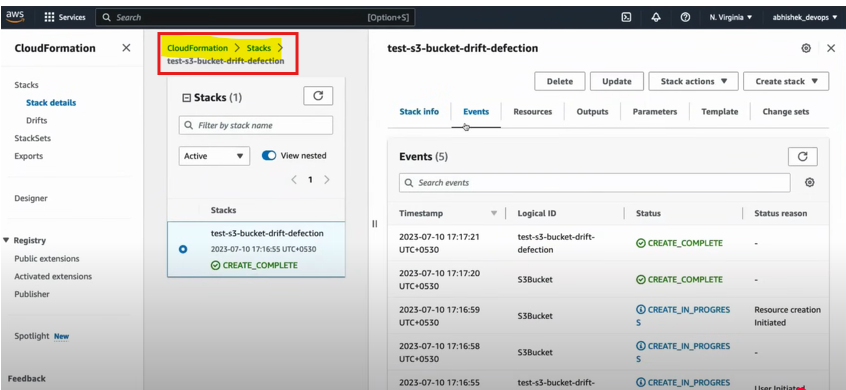 aws
Services
Search
[Option+S]
N. Virginia
abhishek_devops
CloudFormation
Stacks
Stack details
Drifts
StackSets
Exports
Designer
Registry
Public extensions
Activated extensions
Publisher
Spotlight New
Feedback
CloudFormation > Stacks >
test-s3-bucket-drift-defection
Stacks (1)
Filter by stack name
Active
View nested
1
Stacks
test-s3-bucket-drift-defection
2023-07-10 17:16:55 UTC+0530
CREATE_COMPLETE
test-s3-bucket-drift-defection
Delete
Update
Stack actions
Create stack
Stack info
Events
Resources
Outputs
Parameters
Template
Change sets
Events (5)
Search events
Timestamp
Logical ID
Status
Status reason
2023-07-10 17:17:21
UTC+0530
test-s3-bucket-drift-
defection
CREATE_COMPLETE
-
2023-07-10 17:17:20
UTC+0530
S3Bucket
CREATE_COMPLETE
-
2023-07-10 17:16:59
UTC+0530
S3Bucket
CREATE_IN_PROGRES
S
Resource creation
Initiated
2023-07-10 17:16:58
UTC+0530
S3Bucket
CREATE_IN_PROGRES
S
-
2023-07-10 17:16:55
test-s3-bucket-drift-
CREATE_IN_PROGRES
User Initiated